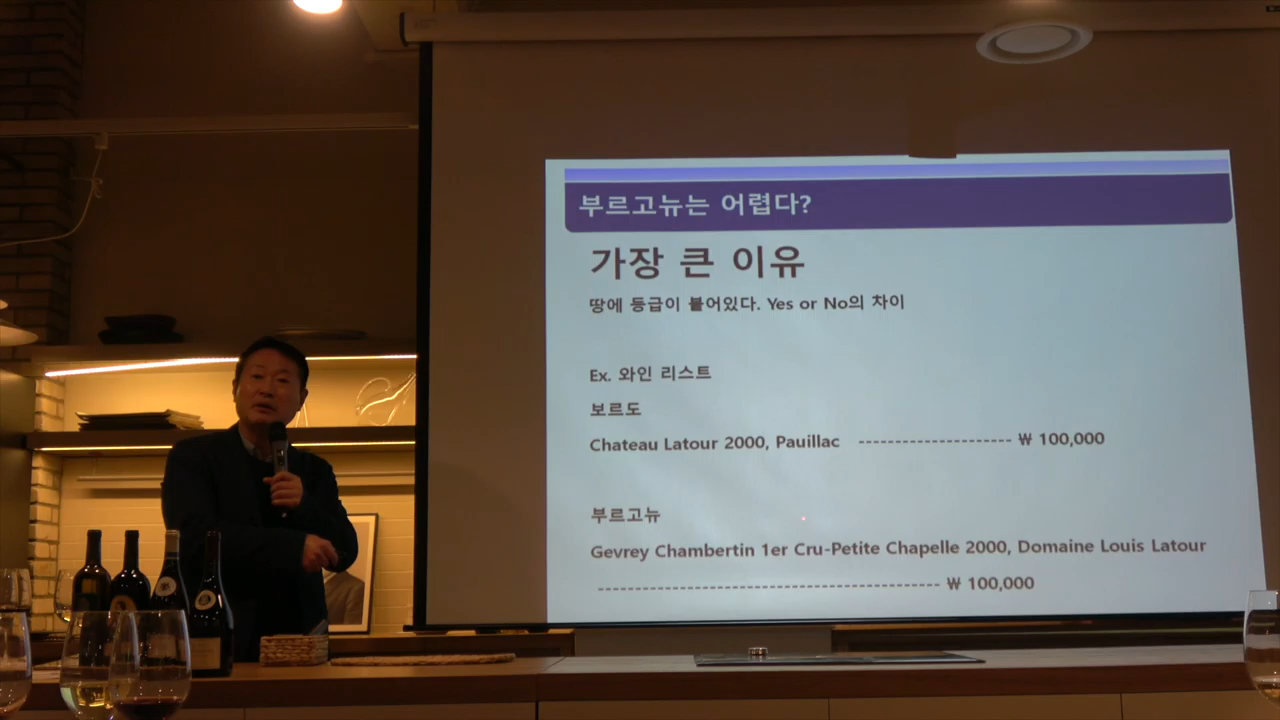 부르고뉴는 어렵다?
가장 큰 이유
땅에 등급이 붙어있다. Yes or No의 차이
Ex. 와인 리스트
보르도
Chateau Latour 2000, Pauillac --------------------- ₩ 100,000
부르고뉴
Gevrey Chambertin 1er Cru-Petite Chapelle 2000, Domaine Louis Latour
----------------------------------------------- ₩ 100,000